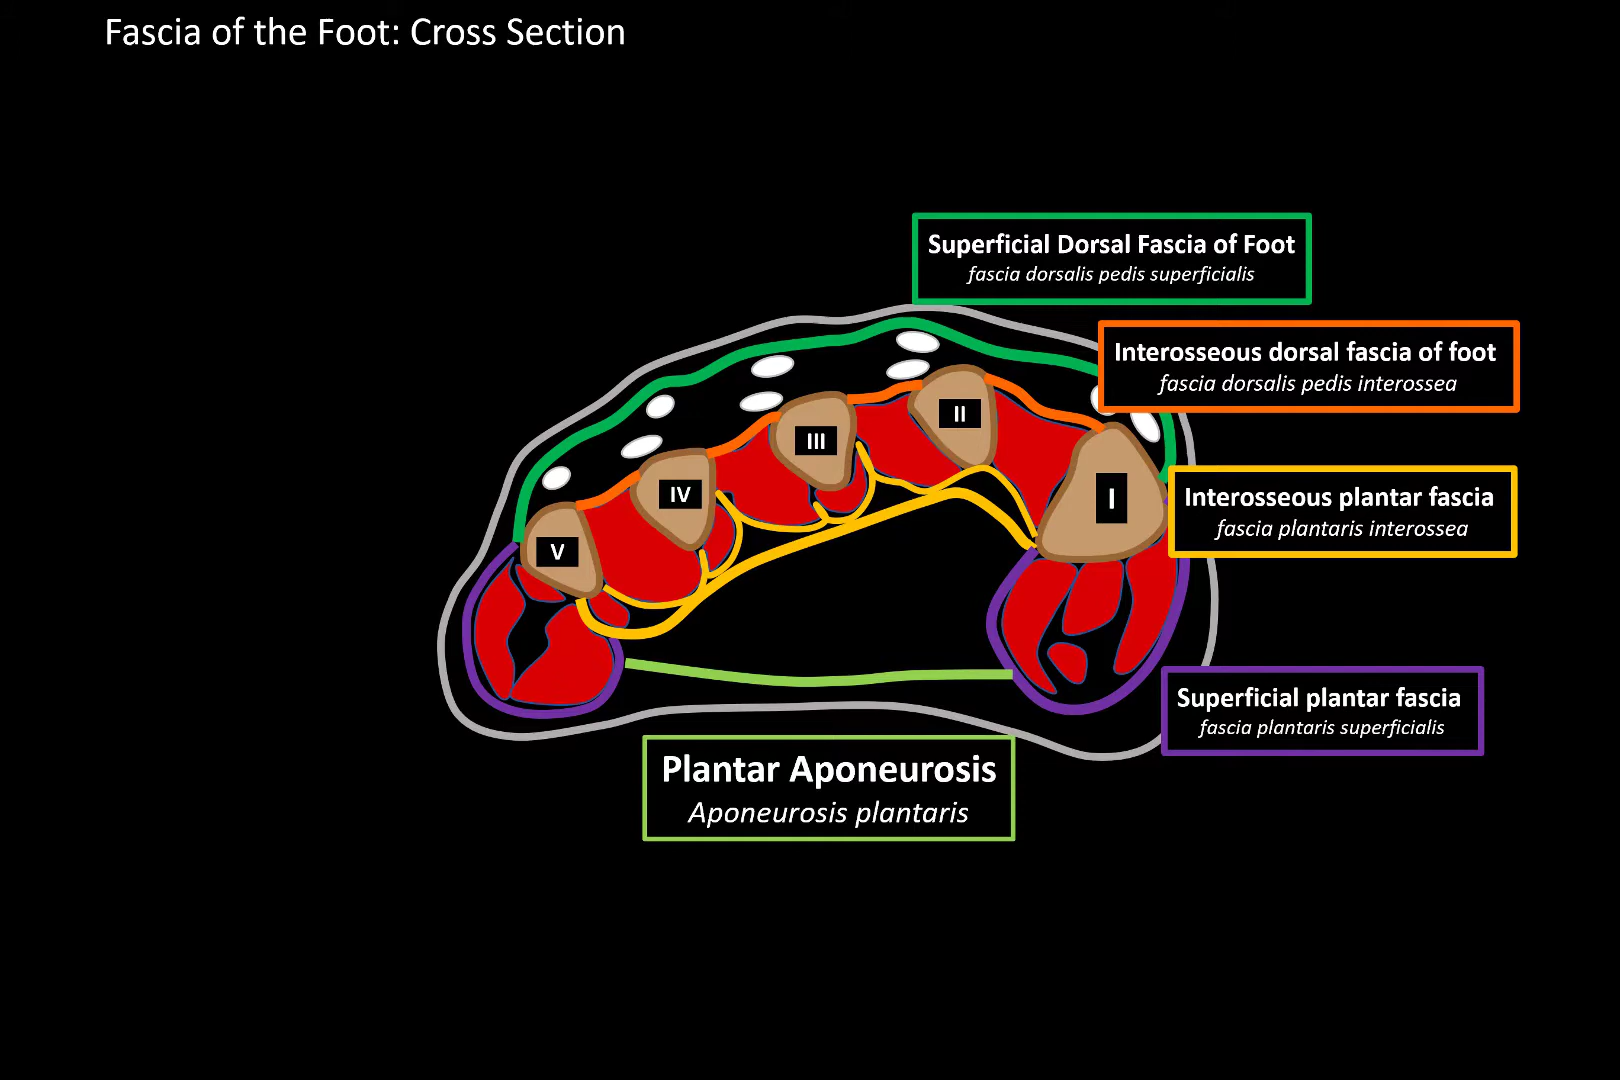 Fascia of the Foot: Cross Section
Superficial Dorsal Fascia of Foot
fascia dorsalis pedis superficialis
Interosseous dorsal fascia of foot
fascia dorsalis pedis interossea
II
III
IV
I
V
Interosseous plantar fascia
fascia plantaris interossea
Superficial plantar fascia
fascia plantaris superficialis
Plantar Aponeurosis
Aponeurosis plantaris